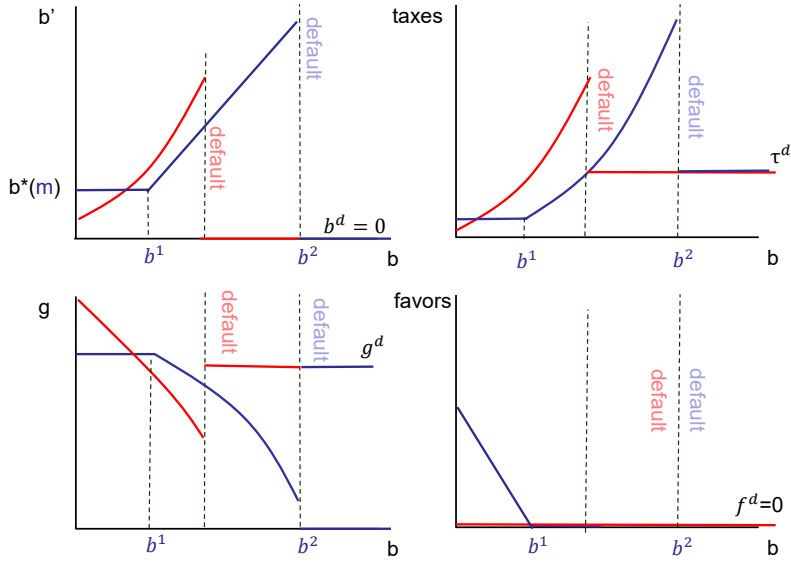 b’
default
default
b*(m)
b^d = 0
b^1
b^2
b
taxes
default
default
τ^d
b^1
b^2
b
g
default
default
g^d
b^1
b^2
b
favors
default
default
f^d=0
b^1
b^2
b